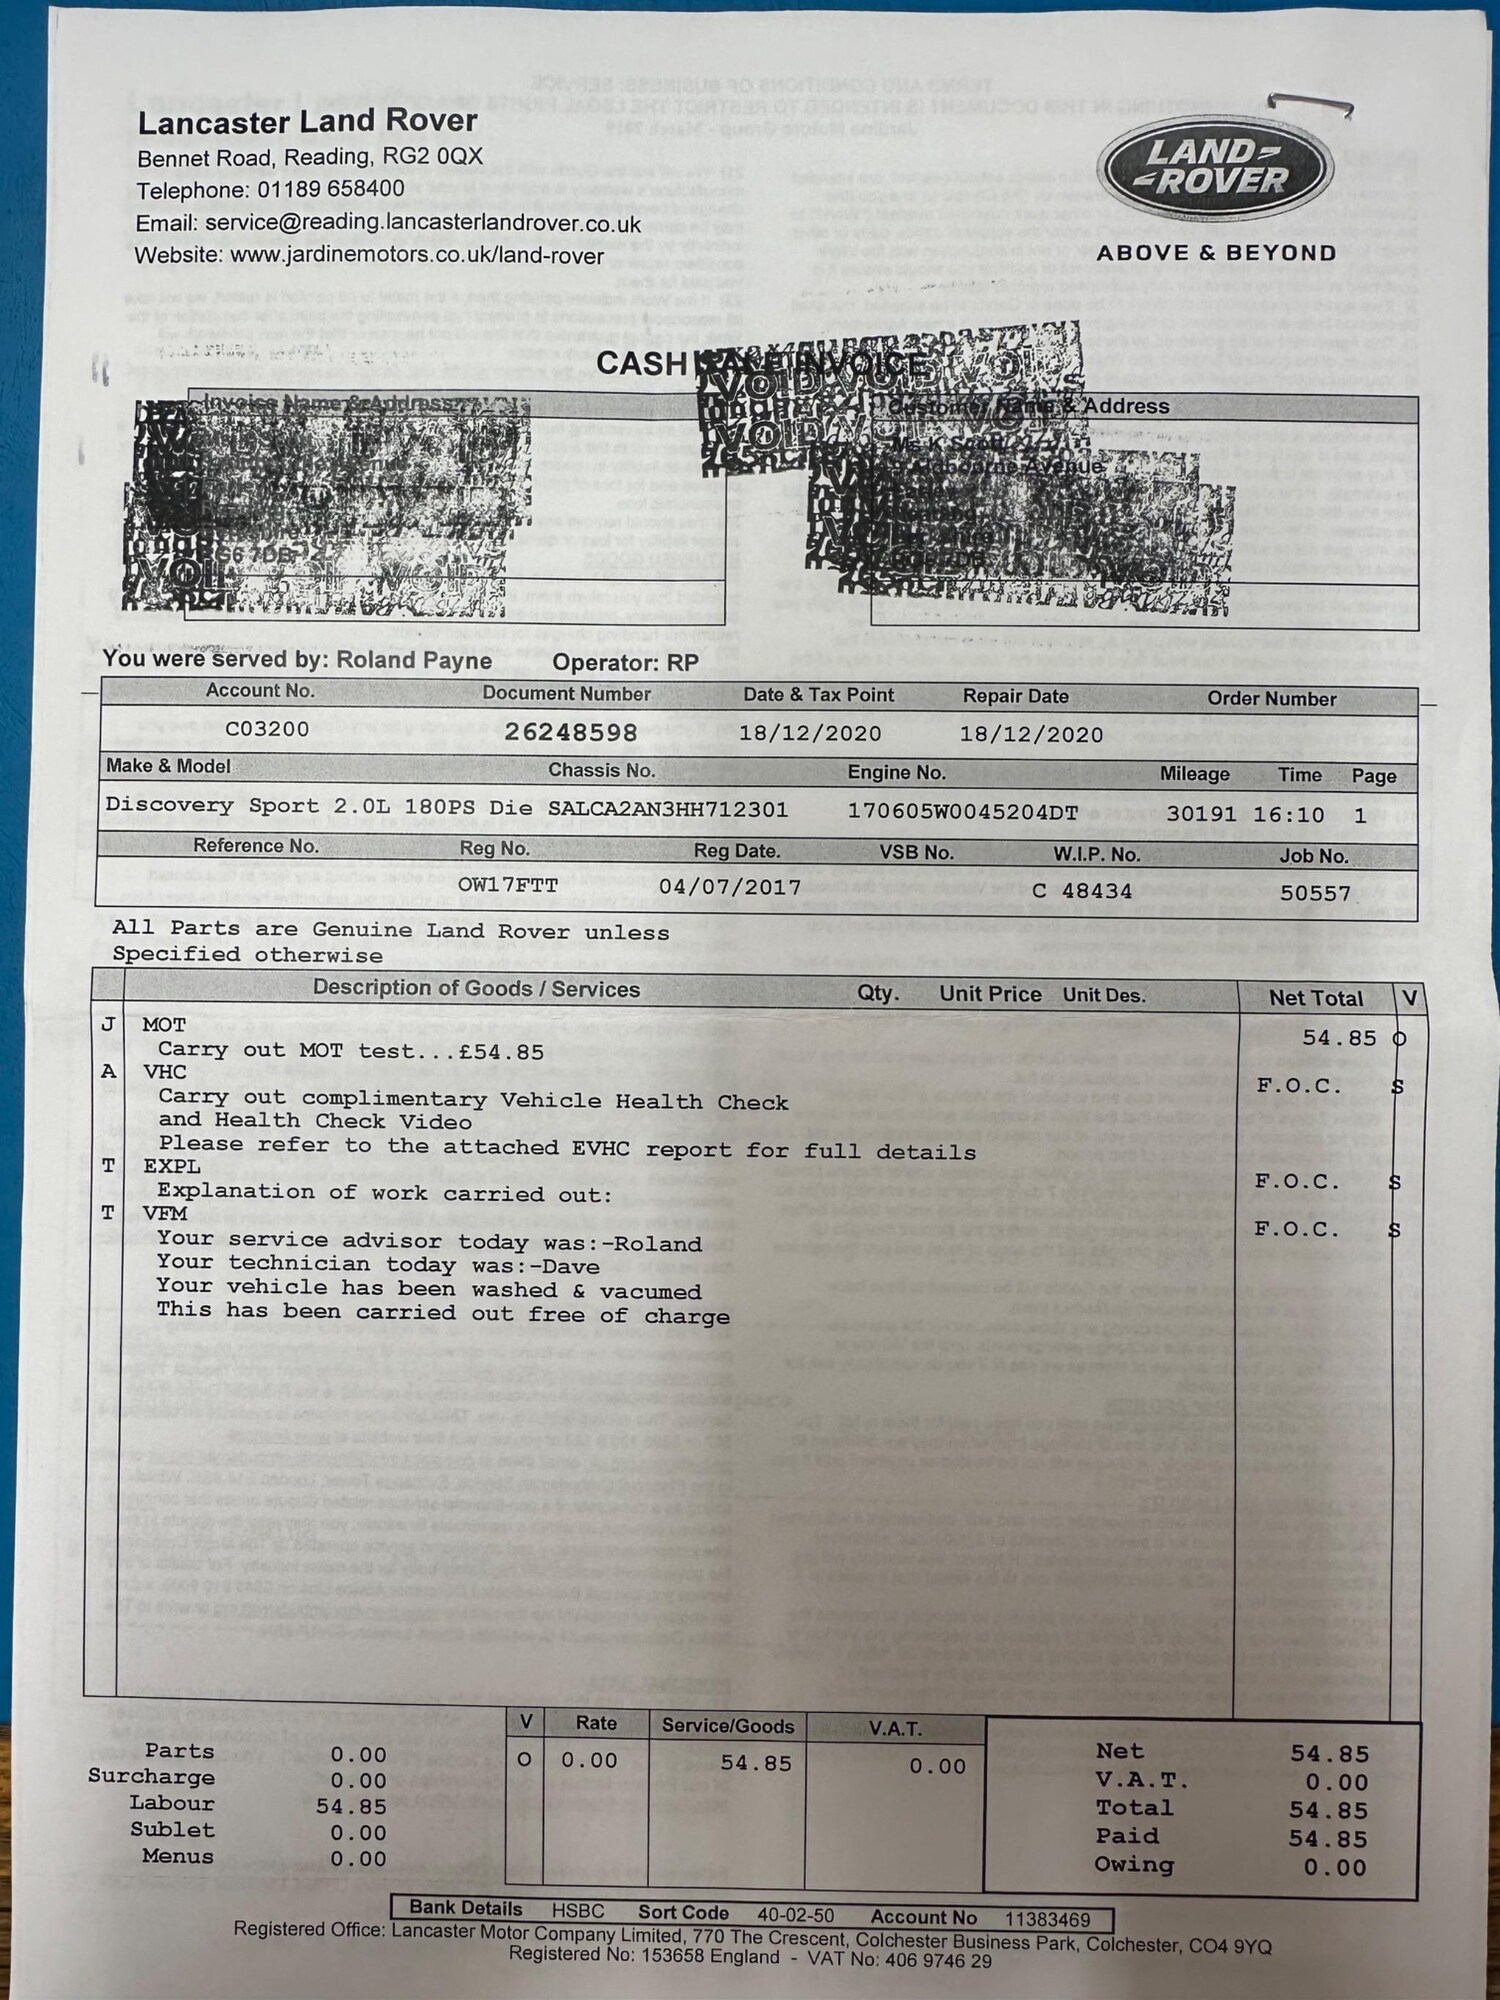 Lancaster Land Rover
Bennet Road, Reading, RG2 0QX
Telephone: 01189 658400
Email: service@reading.lancasterlandrover.co.uk
Website: www.jardinemotors.co.uk/land-rover
LAND-
-ROVER
ABOVE & BEYOND
CASH SALE INVOICE
Invoice Name & Address
Customer Name & Address
You were served by: Roland Payne Operator: RP
Account No. Document Number Date & Tax Point Repair Date Order Number
C03200 26248598 18/12/2020 18/12/2020
Make & Model Chassis No. Engine No. Mileage Time Page
Discovery Sport 2.0L 180PS Die SALCA2AN3HH712301 170605W0045204DT 30191 16:10 1
Reference No. Reg No. Reg Date. VSB No. W.I.P. No. Job No.
OW17FTT 04/07/2017 C 48434 50557
All Parts are Genuine Land Rover unless
Specified otherwise
Description of Goods / Services Qty. Unit Price Unit Des. Net Total V
J MOT 54.85 O
Carry out MOT test...£54.85
A VHC F.O.C. S
Carry out complimentary Vehicle Health Check
and Health Check Video
Please refer to the attached EVHC report for full details
T EXPL F.O.C. S
Explanation of work carried out:
T VFM F.O.C. S
Your service advisor today was:-Roland
Your technician today was:-Dave
Your vehicle has been washed & vacumed
This has been carried out free of charge
Parts 0.00
Surcharge 0.00
Labour 54.85
Sublet 0.00
Menus 0.00
V Rate Service/Goods V.A.T.
O 0.00 54.85 0.00
Net 54.85
V.A.T. 0.00
Total 54.85
Paid 54.85
Owing 0.00
Bank Details HSBC Sort Code 40-02-50 Account No 11383469
Registered Office: Lancaster Motor Company Limited, 770 The Crescent, Colchester Business Park, Colchester, CO4 9YQ
Registered No: 153658 England - VAT No: 406 9746 29